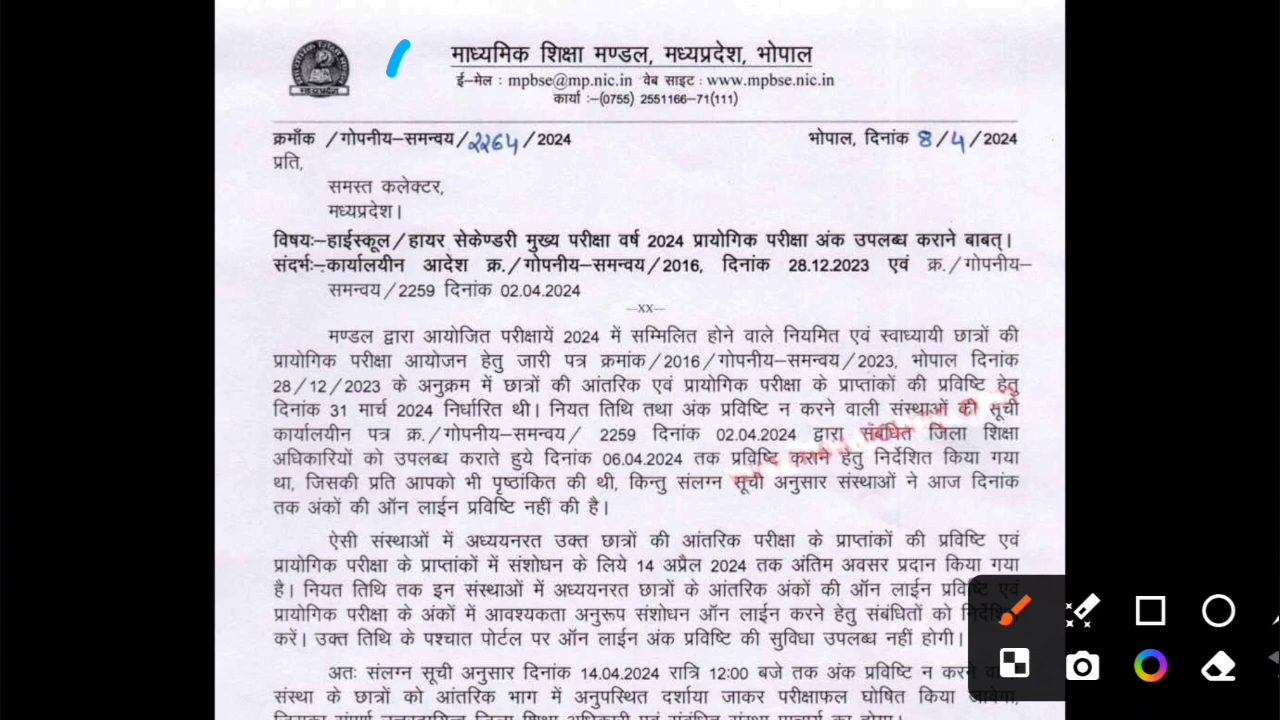 माध्यमिक शिक्षा मण्डल, मध्यप्रदेश, भोपाल
ई–मेल : mpbse@mp.nic.in वेब साइट : www.mpbse.nic.in
कार्या :–(0755) 2551166–71(111)
क्रमाँक /गोपनीय–समन्वय/2264/2024 भोपाल, दिनांक 8/4/2024
प्रति,
समस्त कलेक्टर,
मध्यप्रदेश।
विषयः–हाईस्कूल/हायर सेकेण्डरी मुख्य परीक्षा वर्ष 2024 प्रायोगिक परीक्षा अंक उपलब्ध कराने बाबत्।
संदर्भः–कार्यालयीन आदेश क्र./गोपनीय–समन्वय/2016, दिनांक 28.12.2023 एवं क्र./गोपनीय–
समन्वय/2259 दिनांक 02.04.2024
—xx—
मण्डल द्वारा आयोजित परीक्षायें 2024 में सम्मिलित होने वाले नियमित एवं स्वाध्यायी छात्रों की
प्रायोगिक परीक्षा आयोजन हेतु जारी पत्र क्रमांक/2016/गोपनीय–समन्वय/2023, भोपाल दिनांक
28/12/2023 के अनुक्रम में छात्रों की आंतरिक एवं प्रायोगिक परीक्षा के प्राप्तांकों की प्रविष्टि हेतु
दिनांक 31 मार्च 2024 निर्धारित थी। नियत तिथि तथा अंक प्रविष्टि न करने वाली संस्थाओं की सूची
कार्यालयीन पत्र क्र./गोपनीय–समन्वय/ 2259 दिनांक 02.04.2024 द्वारा संबंधित जिला शिक्षा
अधिकारियों को उपलब्ध कराते हुये दिनांक 06.04.2024 तक प्रविष्टि कराने हेतु निर्देशित किया गया
था, जिसकी प्रति आपको भी पृष्ठांकित की थी, किन्तु संलग्न सूची अनुसार संस्थाओं ने आज दिनांक
तक अंकों की ऑन लाईन प्रविष्टि नहीं की है।
ऐसी संस्थाओं में अध्ययनरत उक्त छात्रों की आंतरिक परीक्षा के प्राप्तांकों की प्रविष्टि एवं
प्रायोगिक परीक्षा के प्राप्तांकों में संशोधन के लिये 14 अप्रैल 2024 तक अंतिम अवसर प्रदान किया गया
है। नियत तिथि तक इन संस्थाओं में अध्ययनरत छात्रों के आंतरिक अंकों की ऑन लाईन प्रविष्टि एवं
प्रायोगिक परीक्षा के अंकों में आवश्यकता अनुरूप संशोधन ऑन लाईन करने हेतु संबंधितों को निर्देशित
करें। उक्त तिथि के पश्चात पोर्टल पर ऑन लाईन अंक प्रविष्टि की सुविधा उपलब्ध नहीं होगी।
अतः संलग्न सूची अनुसार दिनांक 14.04.2024 रात्रि 12:00 बजे तक अंक प्रविष्टि न करने
संस्था के छात्रों को आंतरिक भाग में अनुपस्थित दर्शाया जाकर परीक्षाफल घोषित किया जावेगा,